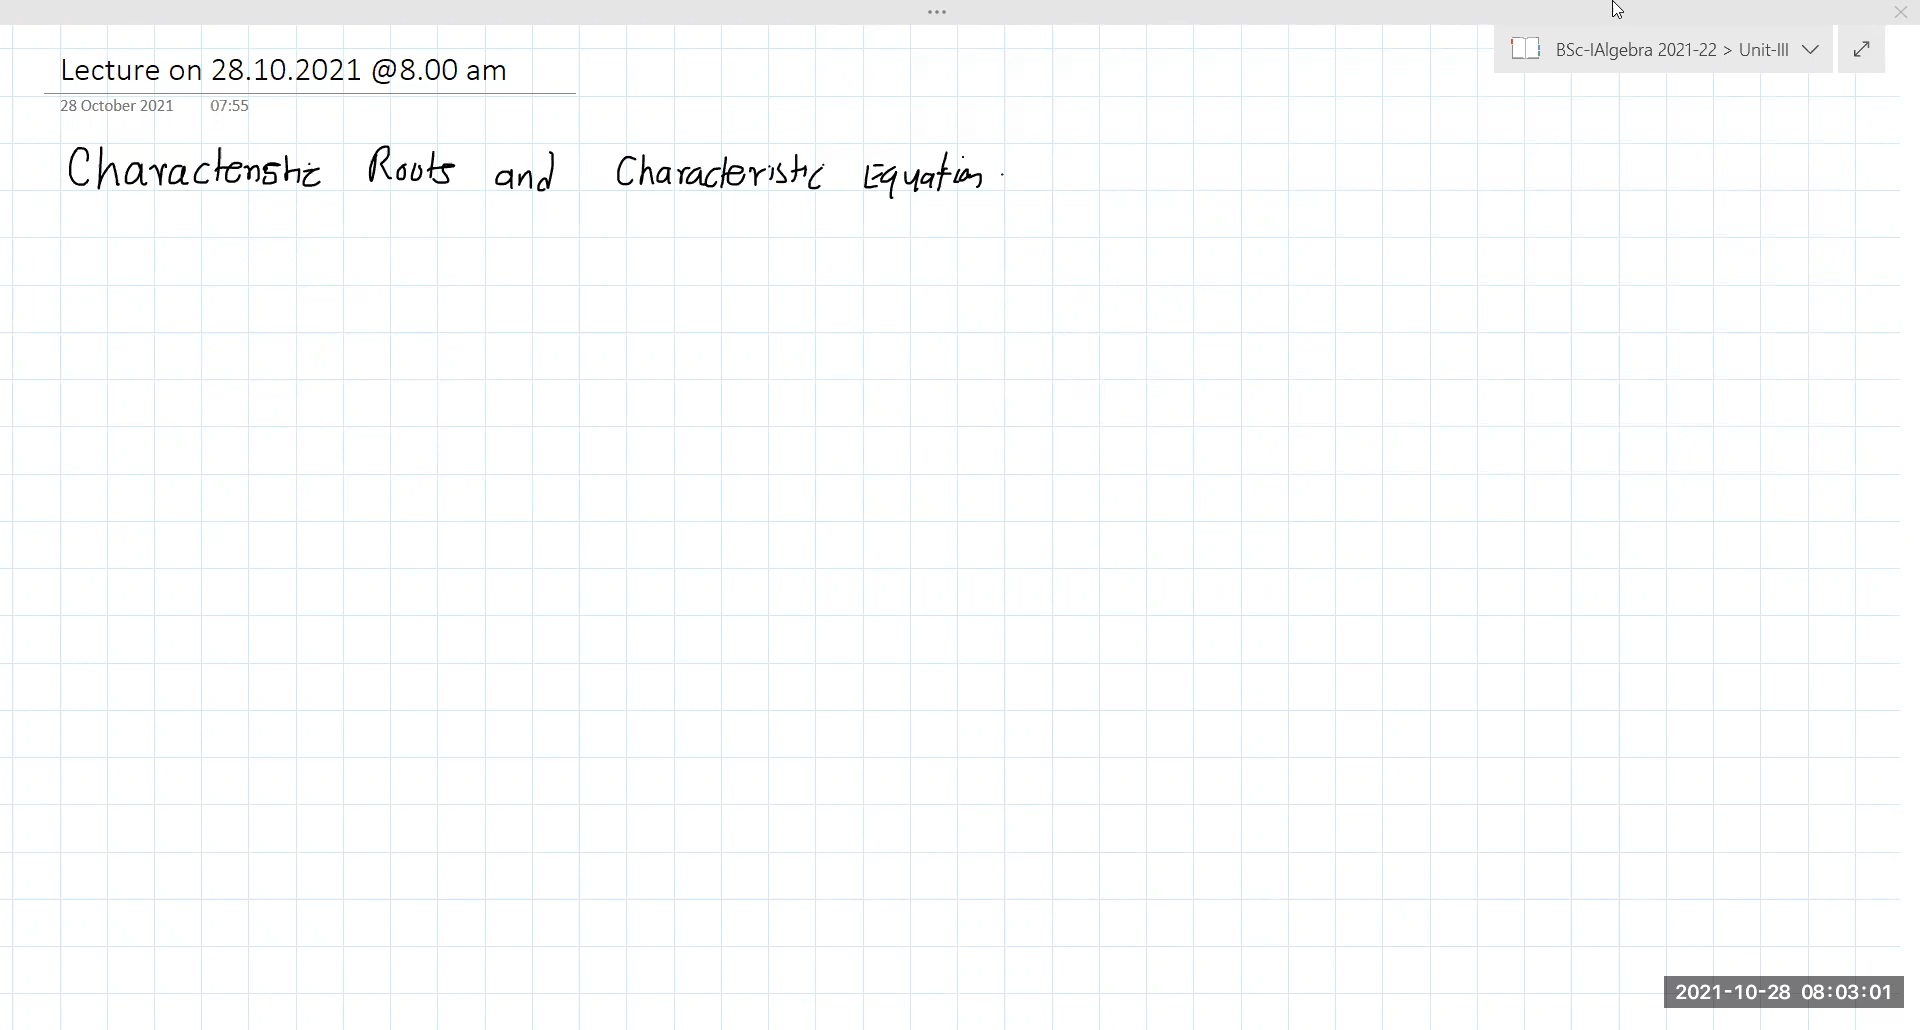 BSc-IAlgebra 2021-22 > Unit-III
Lecture on 28.10.2021 @8.00 am
28 October 2021 07:55
Characteristic Roots and Characteristic Equation.
2021-10-28 08:03:01